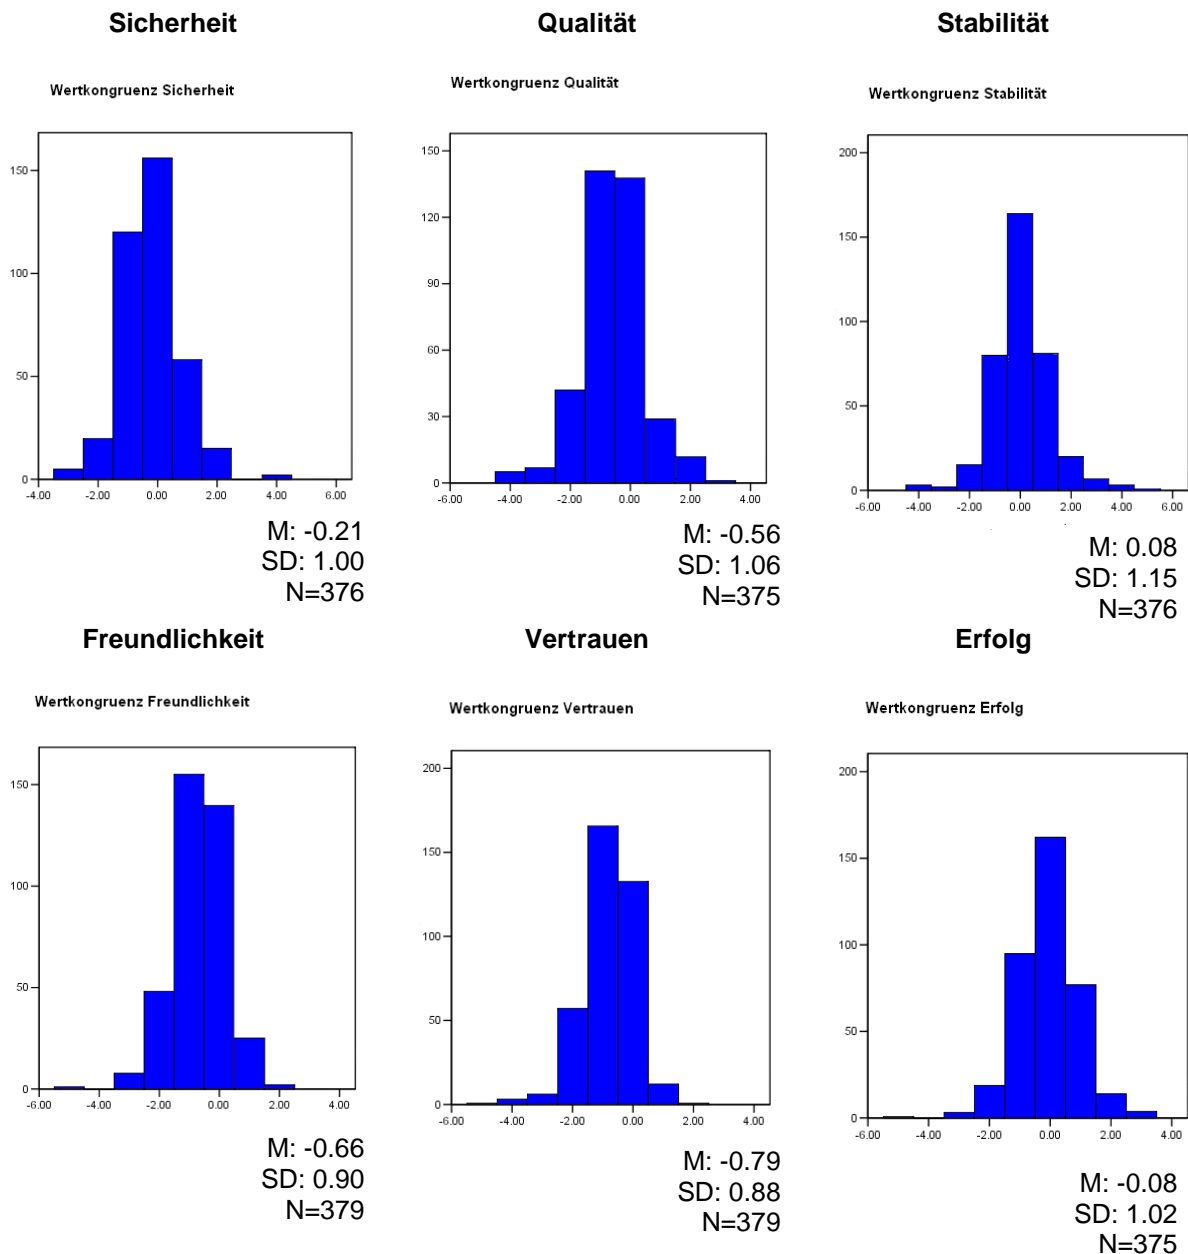 Sicherheit
Qualität
Stabilität
Wertkongruenz Sicherheit
Wertkongruenz Qualität
Wertkongruenz Stabilität
150
100
50
0
-4.00 -2.00 0.00 2.00 4.00 6.00
150
120
90
60
30
0
-6.00 -4.00 -2.00 0.00 2.00 4.00
200
150
100
50
0
-6.00 -4.00 -2.00 0.00 2.00 4.00 6.00
M: -0.21
SD: 1.00
N=376
M: -0.56
SD: 1.06
N=375
M: 0.08
SD: 1.15
N=376
Freundlichkeit
Vertrauen
Erfolg
Wertkongruenz Freundlichkeit
Wertkongruenz Vertrauen
Wertkongruenz Erfolg
150
100
50
0
-6.00 -4.00 -2.00 0.00 2.00 4.00
200
150
100
50
0
-6.00 -4.00 -2.00 0.00 2.00 4.00
200
150
100
50
0
-6.00 -4.00 -2.00 0.00 2.00 4.00
M: -0.66
SD: 0.90
N=379
M: -0.79
SD: 0.88
N=379
M: -0.08
SD: 1.02
N=375